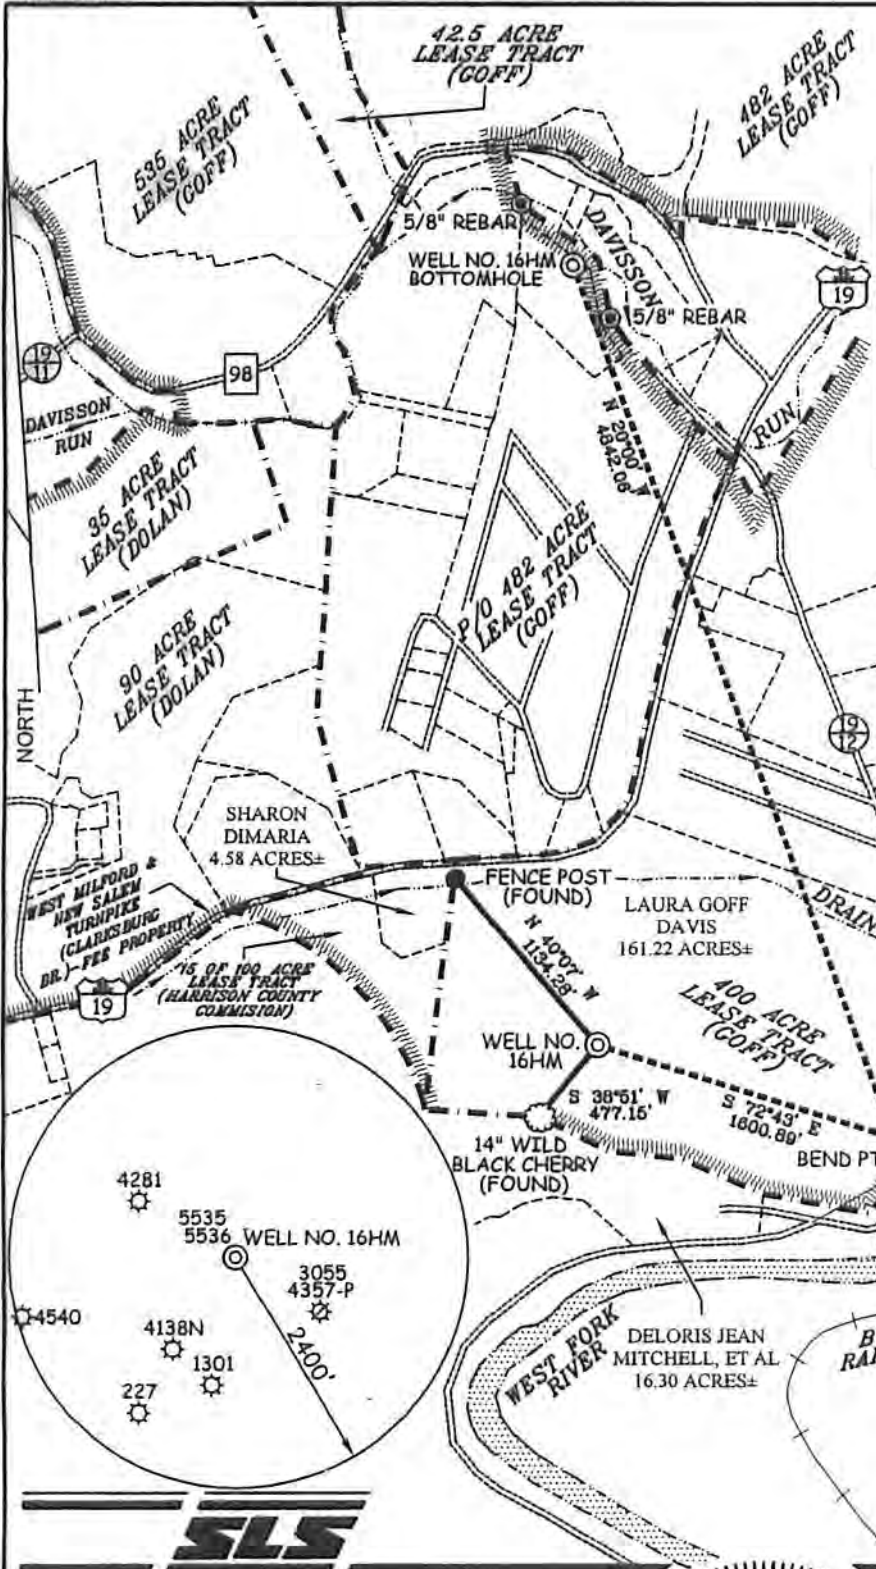 42.5 ACRE
LEASE TRACT
(GOFF)
482 ACRE
LEASE TRACT
(GOFF)
535 ACRE
LEASE TRACT
(GOFF)
5/8" REBAR
DAVISSON
WELL NO. 16HM
BOTTOMHOLE
19
5/8" REBAR
19
11
98
DAVISSON
RUN
RUN
N 20°00' W
4842.06'
35 ACRE
LEASE TRACT
(DOLAN)
P/O 482 ACRE
LEASE TRACT
(GOFF)
90 ACRE
LEASE TRACT
(DOLAN)
NORTH
19
12
SHARON
DIMARIA
4.58 ACRES±
WEST MILFORD &
NEW SALEM
TURNPIKE
(CLARKSBURG
BR.)-FEE PROPERTY
FENCE POST
(FOUND)
LAURA GOFF
DAVIS
161.22 ACRES±
DRAIN
N 40°07' W
1134.28'
15 OF 100 ACRE
LEASE TRACT
(HARRISON COUNTY
COMMISION)
19
400 ACRE
LEASE TRACT
(GOFF)
WELL NO.
16HM
S 38°51' W
477.15'
S 72°43' E
1600.89'
14" WILD
BLACK CHERRY
(FOUND)
BEND PT
4281
5535
5536
WELL NO. 16HM
3055
4357-P
4540
4138N
1301
227
2400'
WEST FORK
RIVER
DELORIS JEAN
MITCHELL, ET AL
16.30 ACRES±
SLS